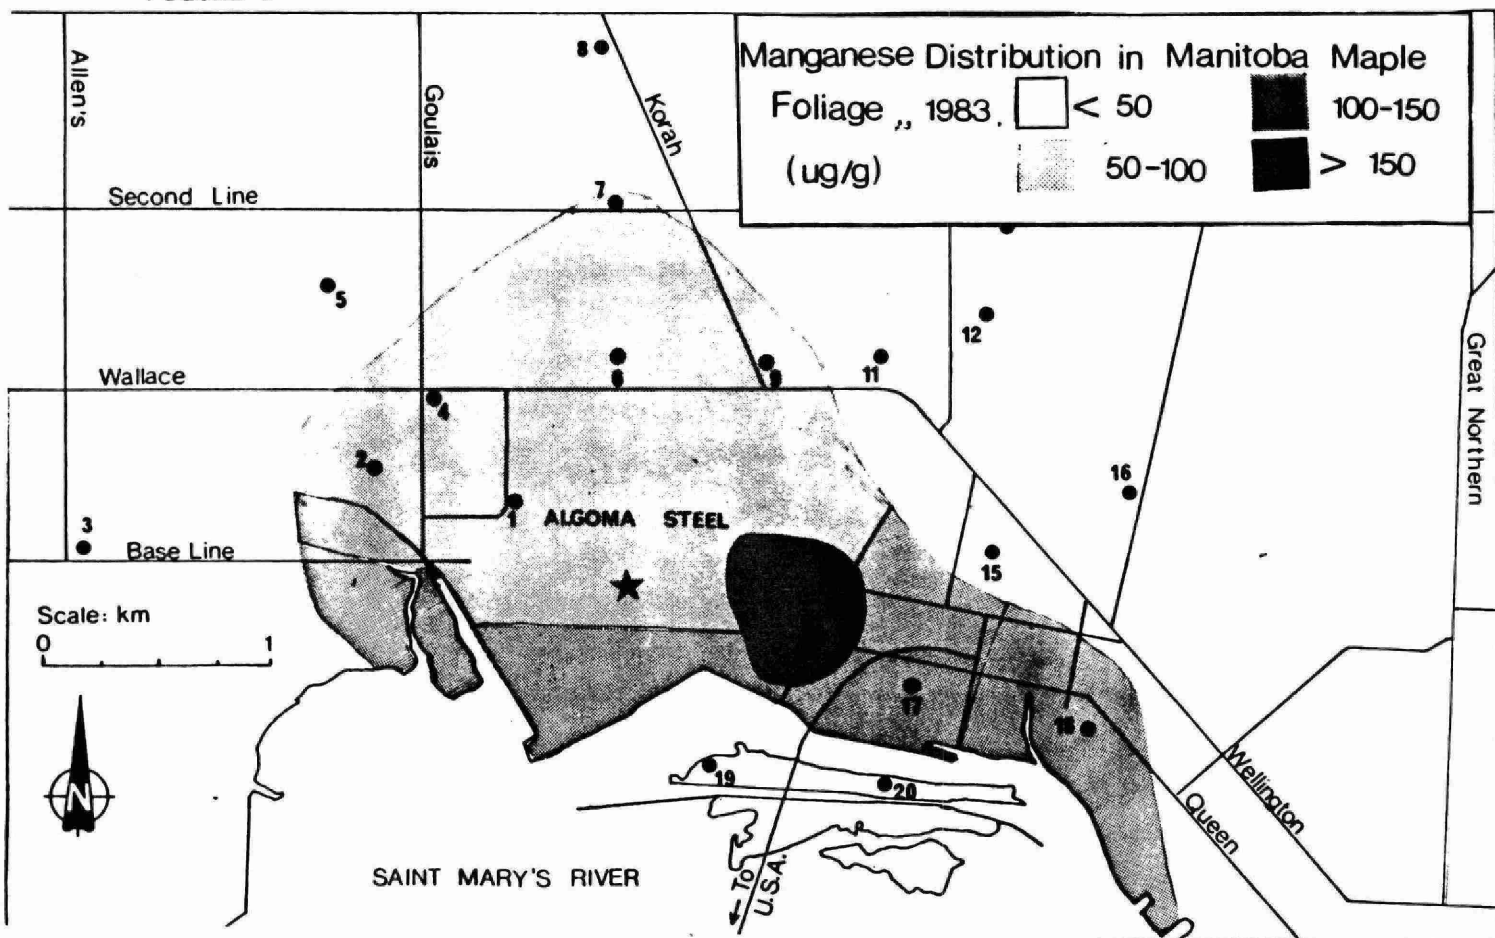 Manganese Distribution in Manitoba Maple
Foliage ,, 1983. < 50 100-150
(ug/g) 50-100 > 150
Allen's
Goulais
Korah
8
Second Line
7
5
12
Wallace
6
9
11
4
Great Northern
2
16
1 ALGOMA STEEL
3
Base Line
15
Scale: km
0 1
17
18
19
20
N
Wellington
Queen
SAINT MARY'S RIVER
← To
U.S.A.